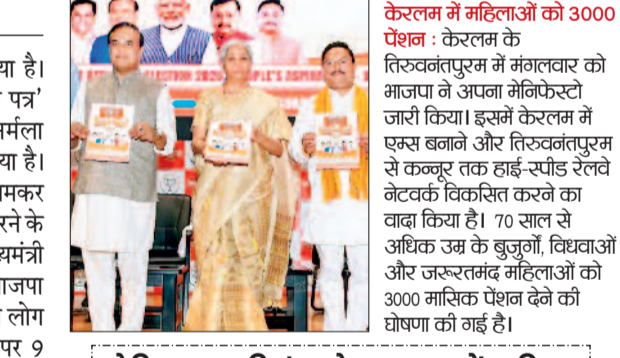 या है।
पत्र'
र्मला
या है।
ामकर
रने के
ख्यमंत्री
ाजपा
लोग
पर 9
केरलम में महिलाओं को 3000
पेंशन : केरलम के
तिरुवनंतपुरम में मंगलवार को
भाजपा ने अपना मेनिफेस्टो
जारी किया। इसमें केरलम में
एम्स बनाने और तिरुवनंतपुरम
से कन्नूर तक हाई-स्पीड रेलवे
नेटवर्क विकसित करने का
वादा किया है। 70 साल से
अधिक उम्र के बुजुर्गों, विधवाओं
और जरूरतमंद महिलाओं को
3000 मासिक पेंशन देने की
घोषणा की गई है।